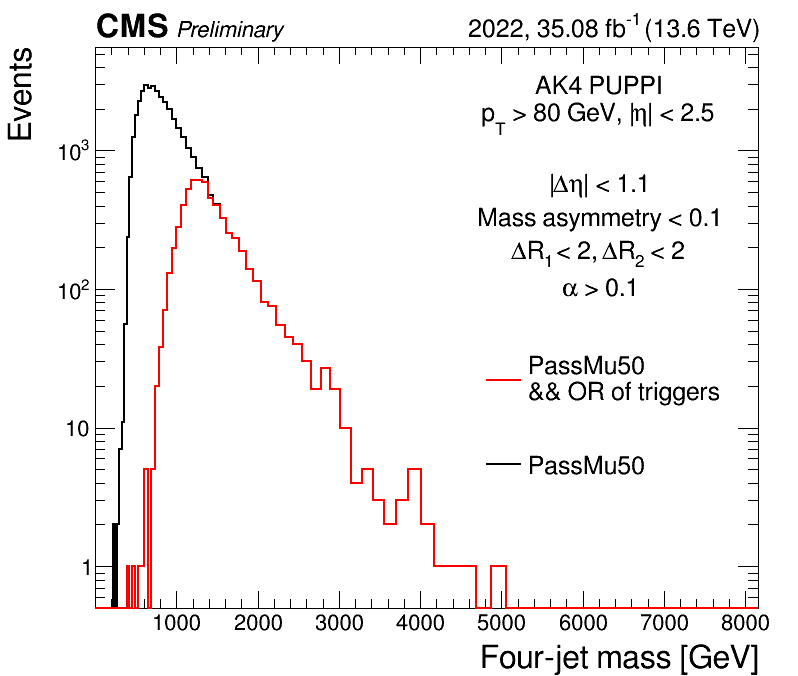 CMS Preliminary 2022, 35.08 fb⁻¹ (13.6 TeV)
Events
AK4 PUPPI
p_T > 80 GeV, |η| < 2.5
|Δη| < 1.1
Mass asymmetry < 0.1
ΔR₁ < 2, ΔR₂ < 2
α > 0.1
PassMu50
&& OR of triggers
PassMu50
10³
10²
10
1
1000 2000 3000 4000 5000 6000 7000 8000
Four-jet mass [GeV]